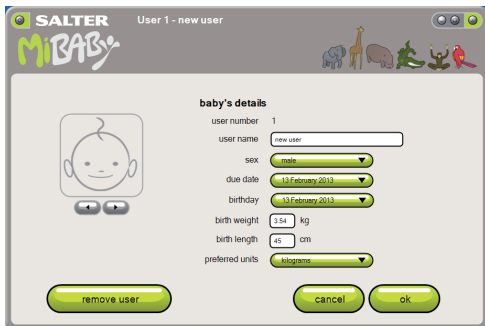 SALTER User 1 - new user
MiBABy
baby's details
user number 1
user name new user
sex male
due date 13 February 2013
birthday 13 February 2013
birth weight 3.54 kg
birth length 45 cm
preferred units kilograms
remove user cancel ok